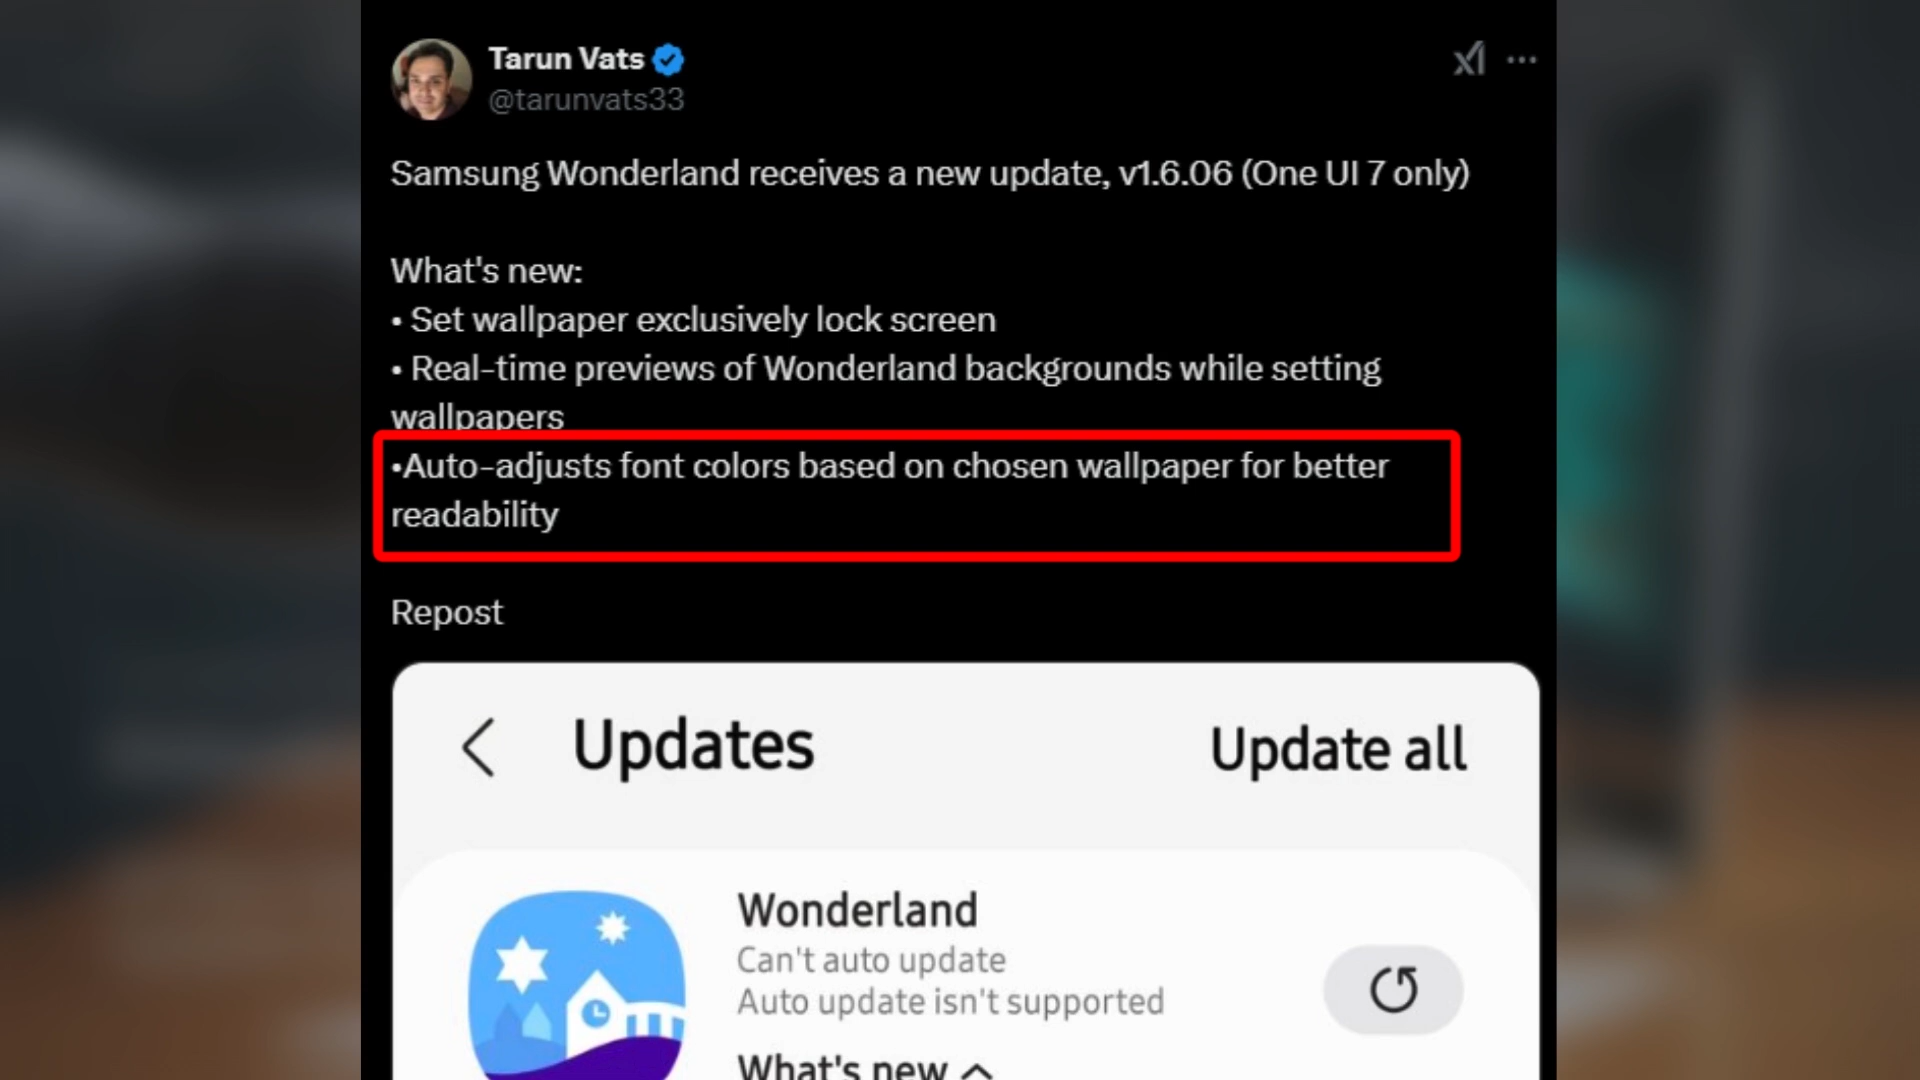 Tarun Vats
@tarunvats33
Samsung Wonderland receives a new update, v1.6.06 (One UI 7 only)
What's new:
• Set wallpaper exclusively lock screen
• Real-time previews of Wonderland backgrounds while setting
wallpapers
•Auto-adjusts font colors based on chosen wallpaper for better
readability
Repost
Updates
Update all
Wonderland
Can't auto update
Auto update isn't supported
What's new